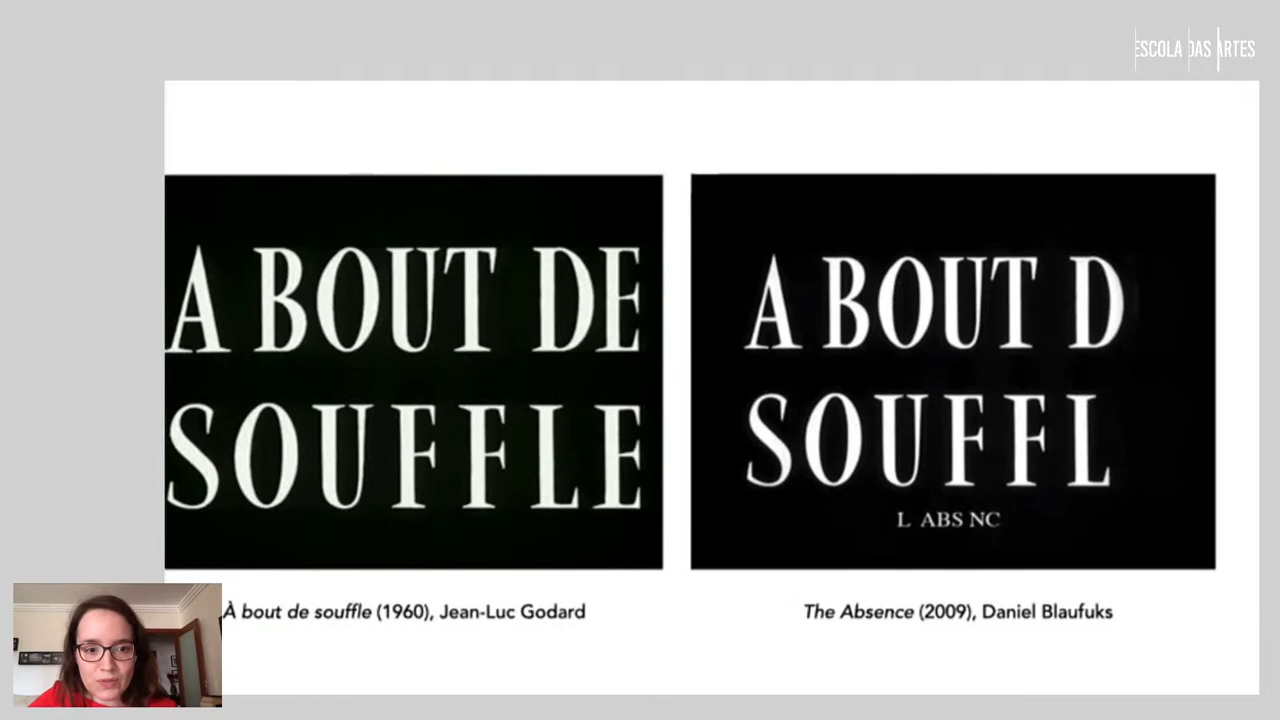 ESCOLA DAS ARTES
A BOUT DE
SOUFFLE
À bout de souffle (1960), Jean-Luc Godard
A BOUT D
SOUFFL
L ABS NC
The Absence (2009), Daniel Blaufuks